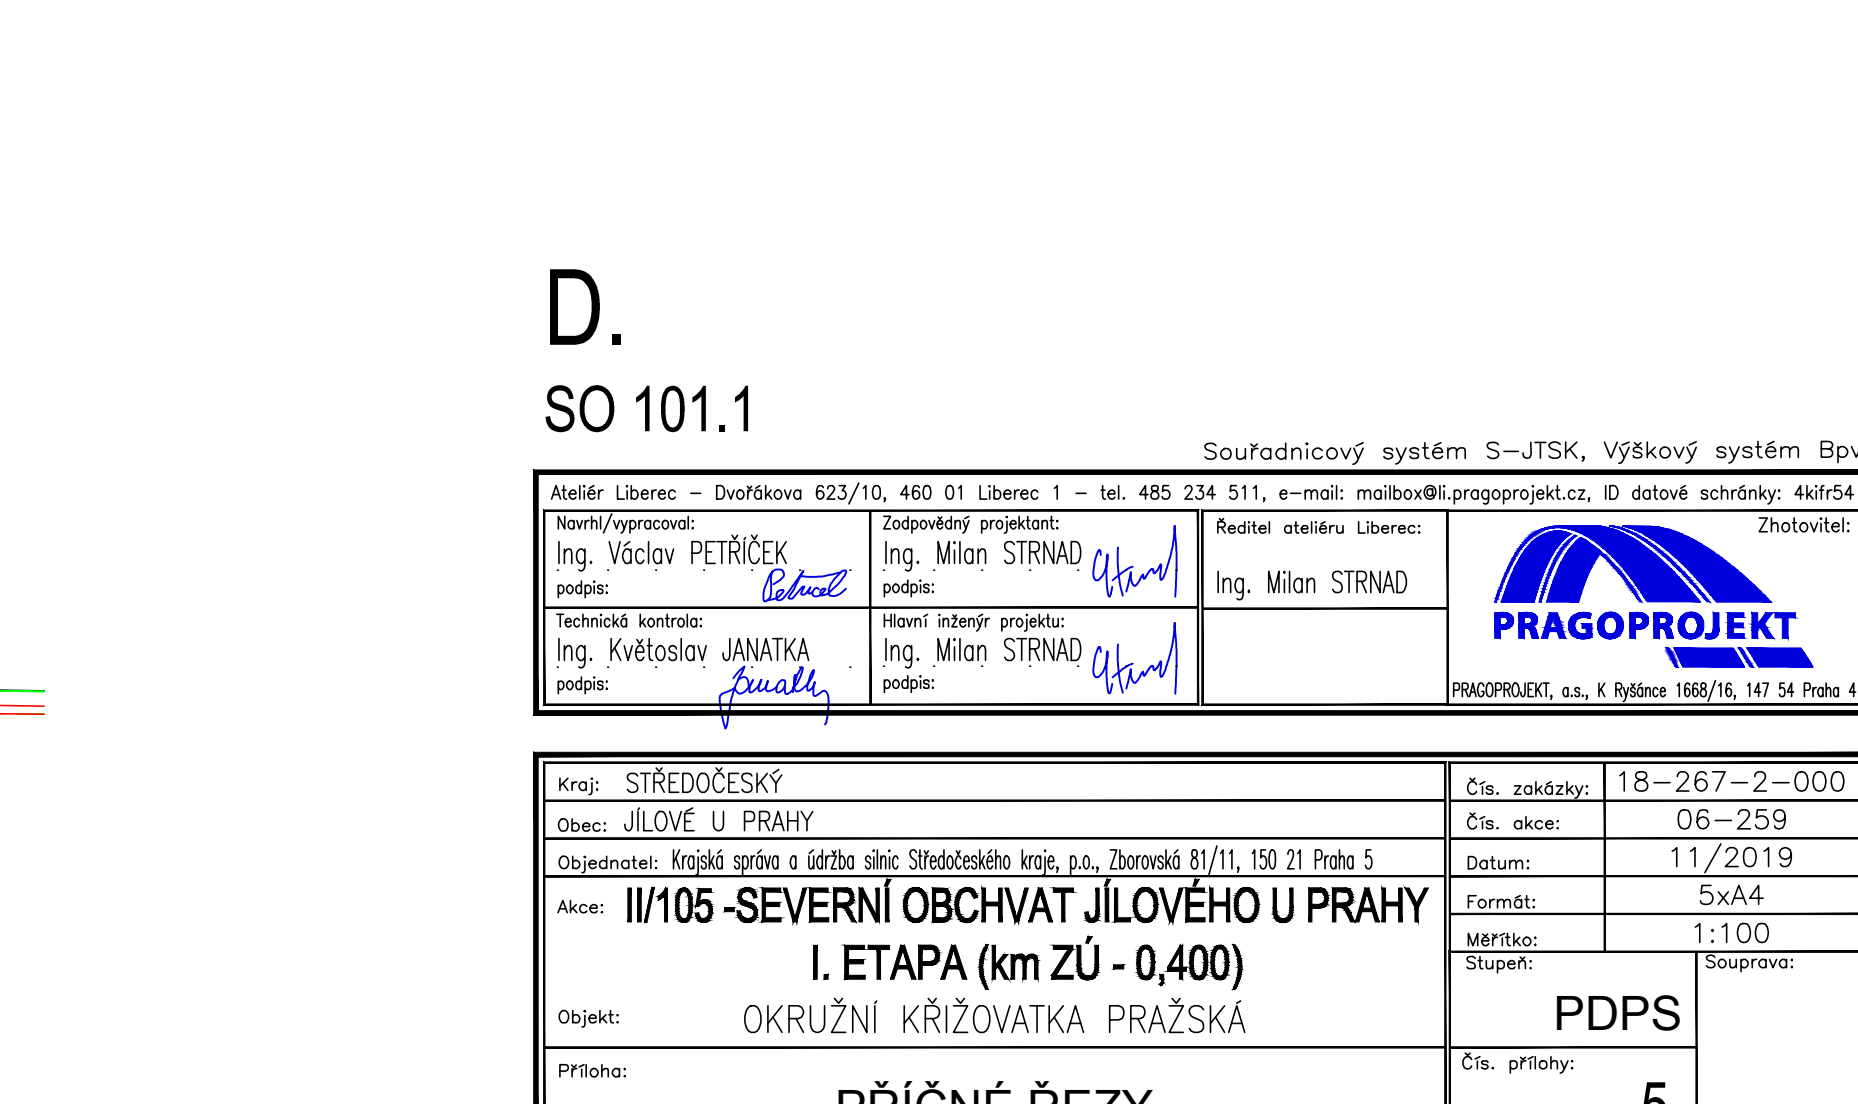 D.
SO 101.1
Souřadnicový systém S-JTSK, Výškový systém Bpv
Ateliér Liberec – Dvořákova 623/10, 460 01 Liberec 1 – tel. 485 234 511, e-mail: mailbox@li.pragoprojekt.cz, ID datové schránky: 4kifr54
Navrhl/vypracoval:
Ing. Václav PETŘÍČEK
podpis:
Zodpovědný projektant:
Ing. Milan STRNAD
podpis:
Ředitel ateliéru Liberec:
Ing. Milan STRNAD
Zhotovitel:
PRAGOPROJEKT
PRAGOPROJEKT, a.s., K Ryšánce 1668/16, 147 54 Praha 4
Technická kontrola:
Ing. Květoslav JANATKA
podpis:
Hlavní inženýr projektu:
Ing. Milan STRNAD
podpis:
Kraj: STŘEDOČESKÝ
Obec: JÍLOVÉ U PRAHY
Objednatel: Krajská správa a údržba silnic Středočeského kraje, p.o., Zborovská 81/11, 150 21 Praha 5
Akce: II/105 -SEVERNÍ OBCHVAT JÍLOVÉHO U PRAHY
I. ETAPA (km ZÚ - 0,400)
Objekt: OKRUŽNÍ KŘIŽOVATKA PRAŽSKÁ
Příloha:
PŘÍČNÉ ŘEZY
Čís. zakázky: 18-267-2-000
Čís. akce: 06-259
Datum: 11/2019
Formát: 5xA4
Měřítko: 1:100
Stupeň:
PDPS
Souprava:
Čís. přílohy:
5